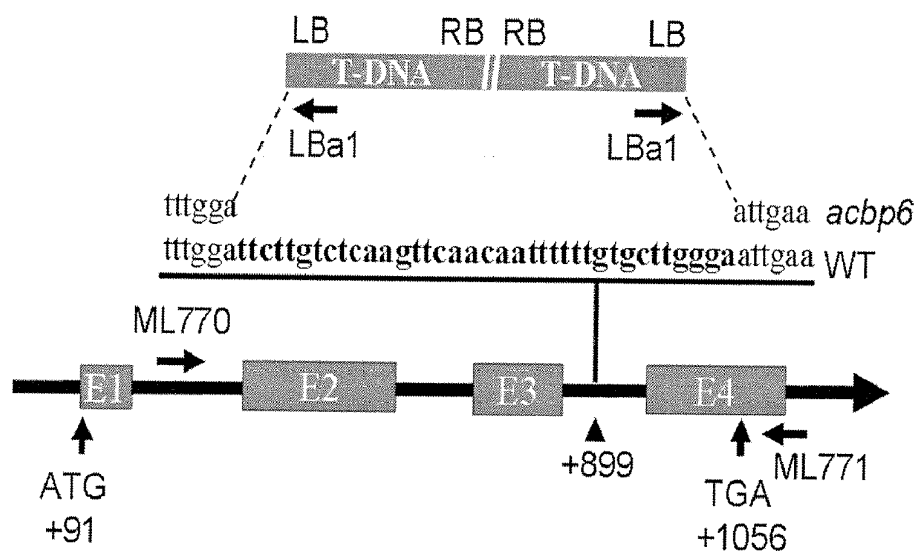 LB RB RB LB
T-DNA T-DNA
LBa1 LBa1
tttgga attgaa acbp6
tttggattcttgtctcaagttcaacaattttttgtgcttgggaattgaa WT
ML770
E1 E2 E3 E4
ATG +899 TGA ML771
+91 +1056